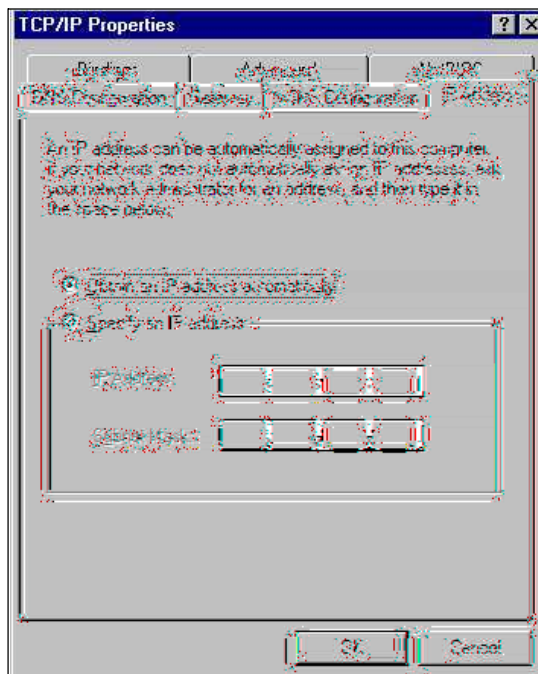 TCP/IP Properties
Bindings Advanced NetBIOS
DNS Configuration Gateway WINS Configuration IP Address
An IP address can be automatically assigned to this computer.
If your network does not automatically assign IP addresses, ask
your network administrator for an address, and then type it in
the space below.
Obtain an IP address automatically
Specify an IP address:
IP Address:
Subnet Mask:
OK Cancel